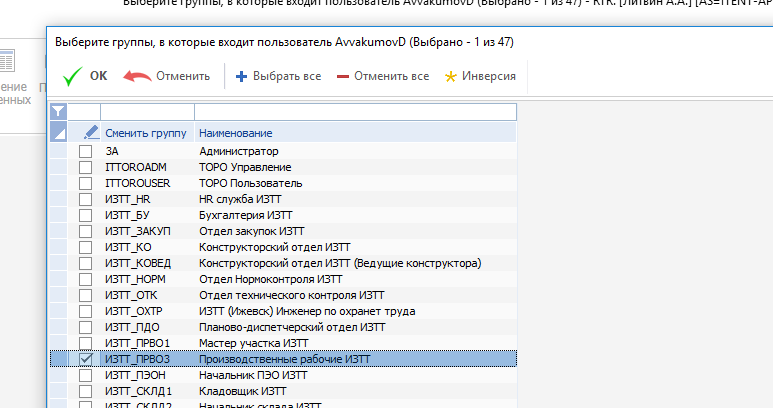 Выберите группы, в которые входит пользователь AvvakumovD (Выбрано - 1 из 47) - КТК: [Литвин А.А.] [AS=ITENT-AP
Выберите группы, в которые входит пользователь AvvakumovD (Выбрано - 1 из 47)
OK Отменить Выбрать все Отменить все Инверсия
ение
енных
Сменить группу Наименование
3A Администратор
ITTOROADM ТОРО Управление
ITTOROUSER ТОРО Пользователь
ИЗТТ_HR HR служба ИЗТТ
ИЗТТ_БУ Бухгалтерия ИЗТТ
ИЗТТ_ЗАКУП Отдел закупок ИЗТТ
ИЗТТ_КО Конструкторский отдел ИЗТТ
ИЗТТ_КОВЕД Конструкторский отдел ИЗТТ (Ведущие конструктора)
ИЗТТ_НОРМ Отдел Нормоконтроля ИЗТТ
ИЗТТ_ОТК Отдел технического контроля ИЗТТ
ИЗТТ_ОХТР ИЗТТ (Ижевск) Инженер по охранет труда
ИЗТТ_ПДО Планово-диспетчерский отдел ИЗТТ
ИЗТТ_ПРВО1 Мастер участка ИЗТТ
ИЗТТ_ПРВО3 Производственные рабочие ИЗТТ
ИЗТТ_ПЭОН Начальник ПЭО ИЗТТ
ИЗТТ_СКЛД1 Кладовщик ИЗТТ
ИЗТТ_СКЛД2 Начальник склада ИЗТТ